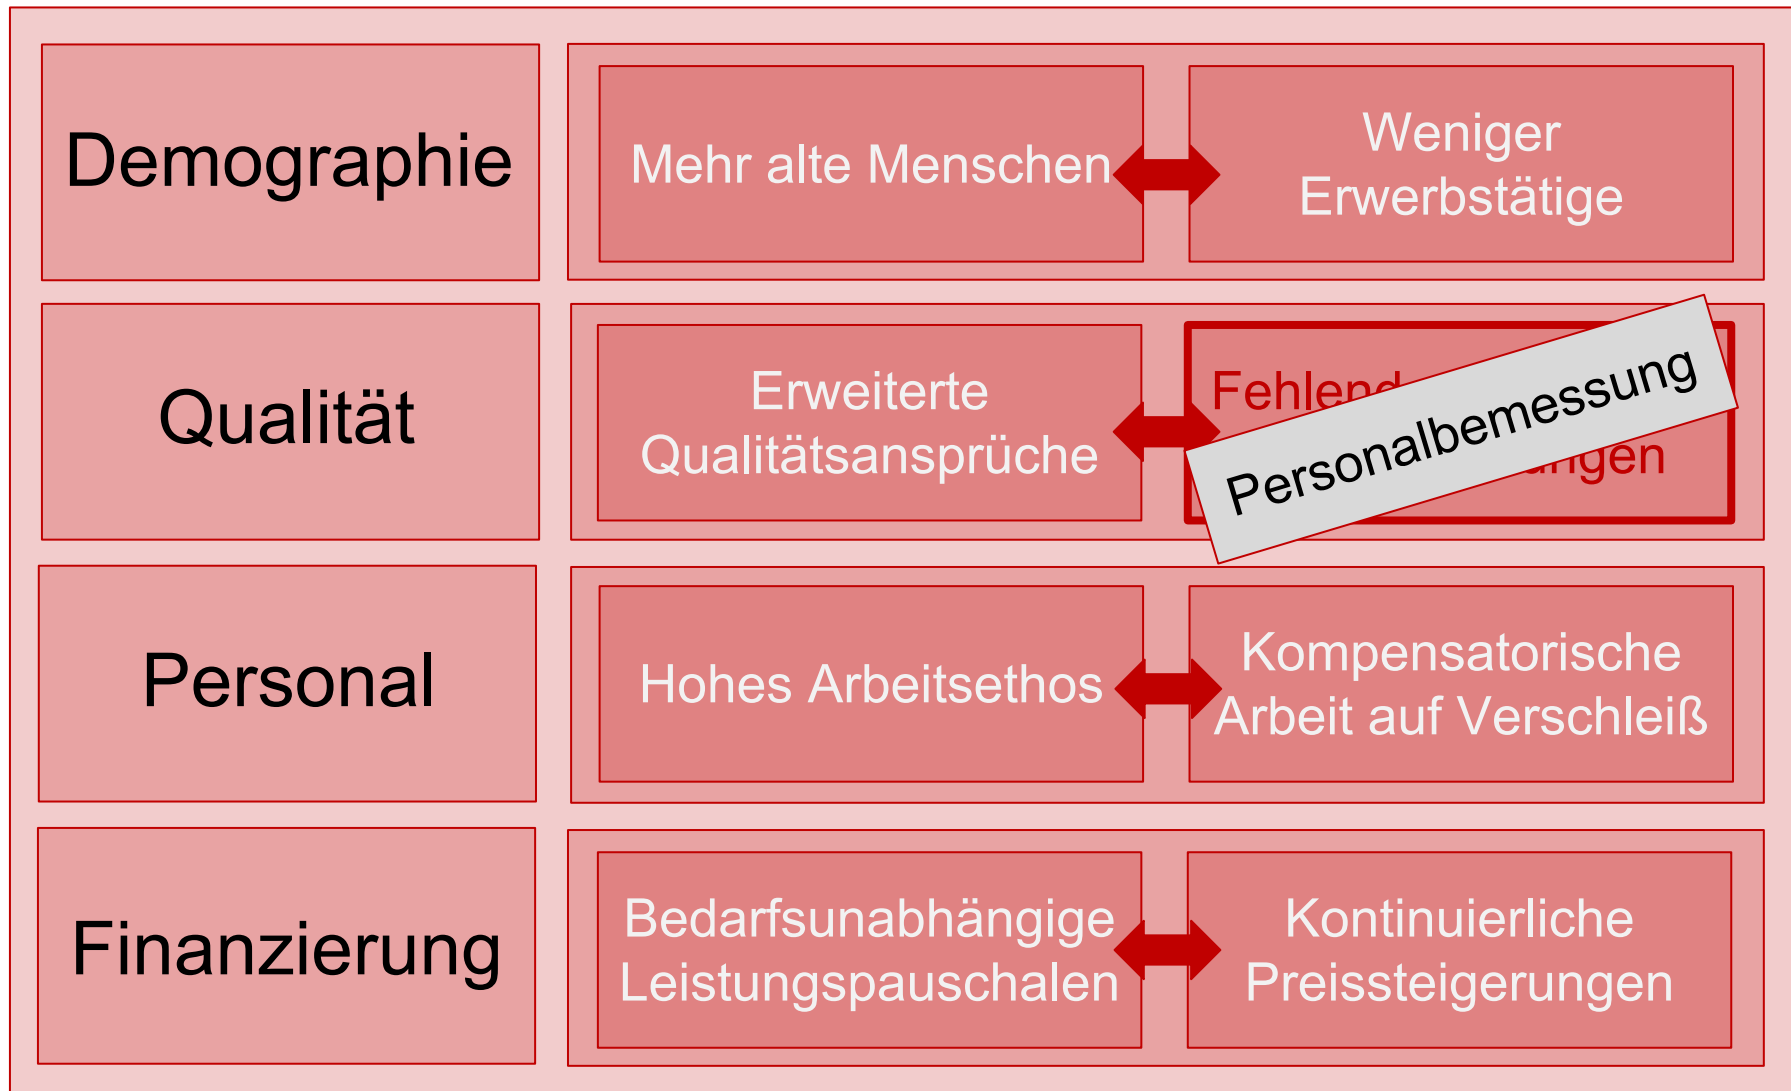 Demographie
Mehr alte Menschen
Weniger
Erwerbstätige
Qualität
Erweiterte
Qualitätsansprüche
Personalbemessung
Personal
Hohes Arbeitsethos
Kompensatorische
Arbeit auf Verschleiß
Finanzierung
Bedarfsunabhängige
Leistungspauschalen
Kontinuierliche
Preissteigerungen